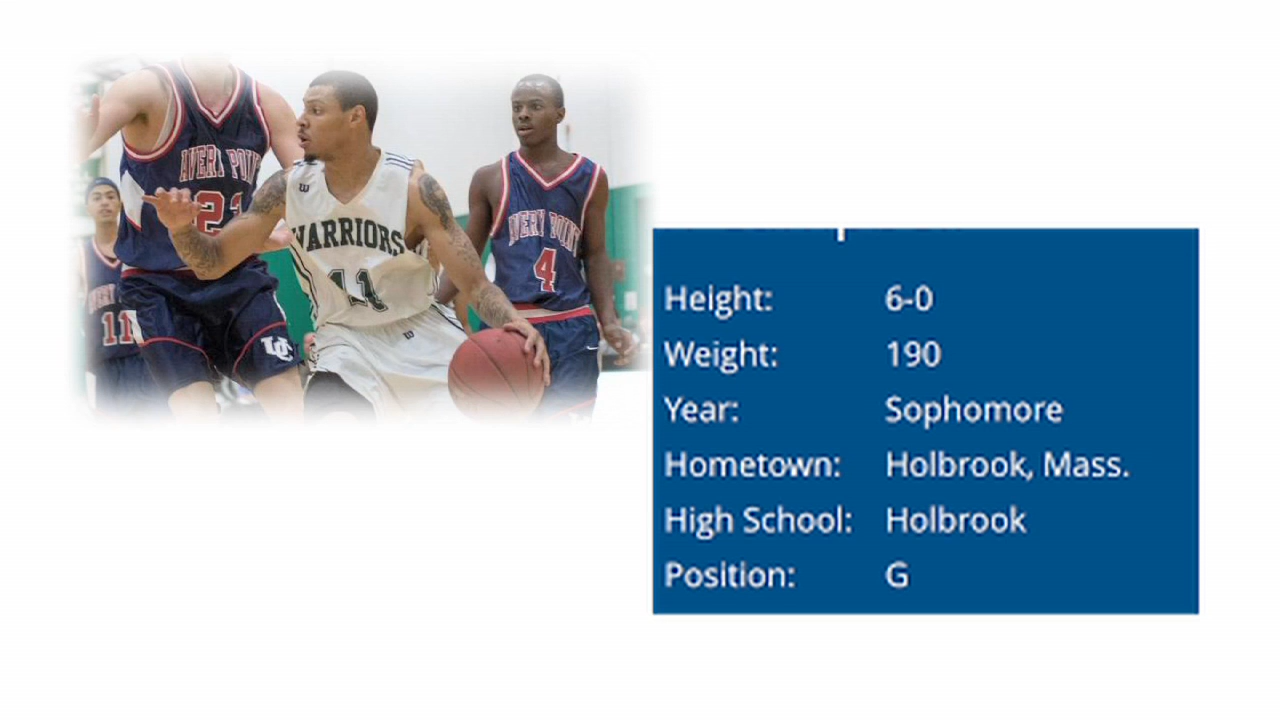 AVERY POINT
23
WARRIORS
11
AVERY POINT
4
11
UC
Height: 6-0
Weight: 190
Year: Sophomore
Hometown: Holbrook, Mass.
High School: Holbrook
Position: G